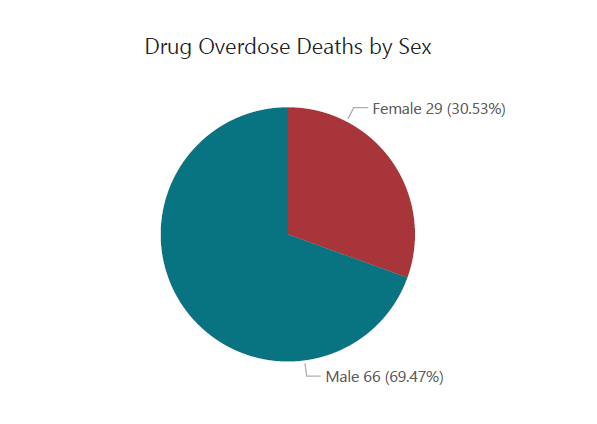 Drug Overdose Deaths by Sex
Female 29 (30.53%)
Male 66 (69.47%)